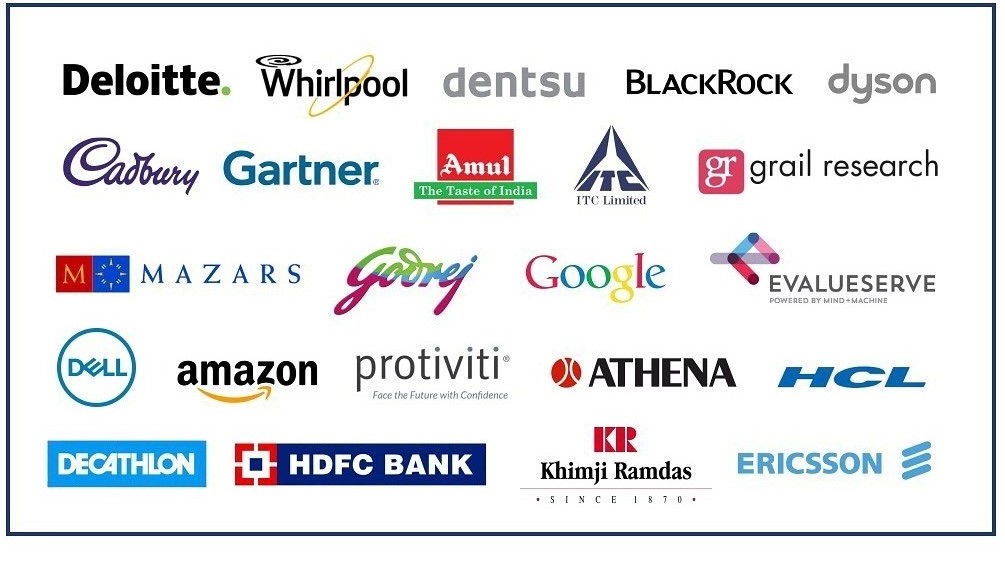 Deloitte.
Whirlpool
dentsu
BLACKROCK
dyson
Cadbury
Gartner®
Amul
The Taste of India
ITC
ITC Limited
gr grail research
M MAZARS
Godrej
Google
EVALUESERVE
POWERED BY MIND+MACHINE
DELL
amazon
protiviti®
Face the Future with Confidence
ATHENA
HCL
DECATHLON
HDFC BANK
KR
Khimji Ramdas
• SINCE 1870 •
ERICSSON